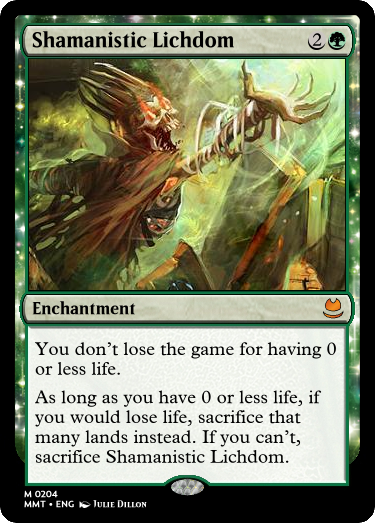 Shamanistic Lichdom 2
Enchantment
You don't lose the game for having 0
or less life.
As long as you have 0 or less life, if
you would lose life, sacrifice that
many lands instead. If you can't,
sacrifice Shamanistic Lichdom.
M 0204
MMT • ENG Julie Dillon